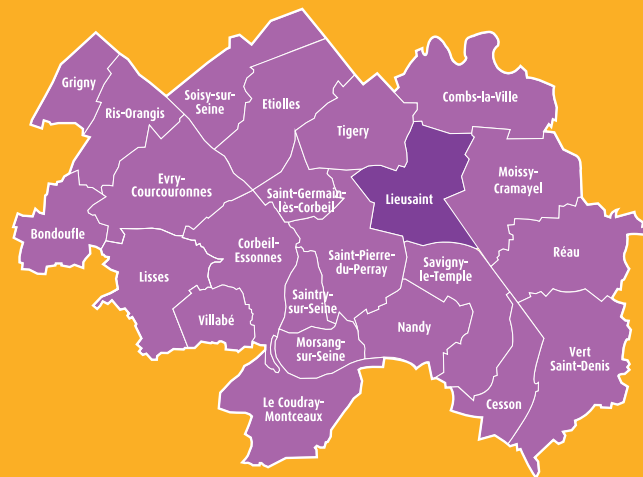 Grigny
Ris-Orangis
Soisy-sur-
Seine
Etiolles
Tigery
Combs-la-Ville
Evry-
Courcouronnes
Saint-Germain-
lès-Corbeil
Lieusaint
Moissy-
Cramayel
Bondoufle
Lisses
Corbeil-
Essonnes
Saint-Pierre-
du-Perray
Savigny-
le-Temple
Réau
Villabé
Saintry-
sur-Seine
Morsang-
sur-Seine
Nandy
Vert
Saint-Denis
Le Coudray-
Montceaux
Cesson